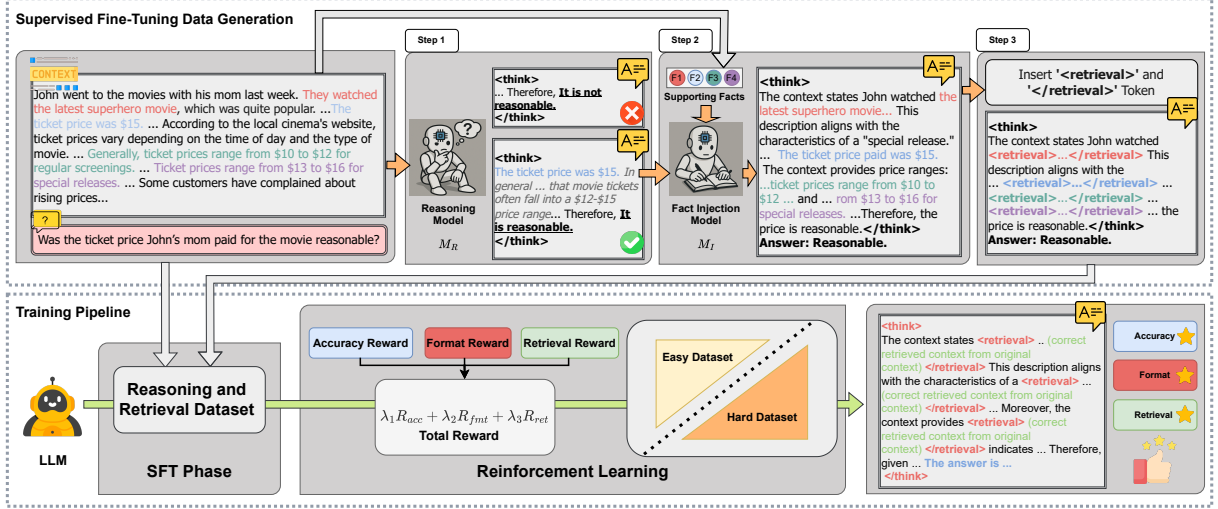 Supervised Fine-Tuning Data Generation
CONTEXT
John went to the movies with his mom last week. They watched
the latest superhero movie, which was quite popular. ...The
ticket price was $15. ... According to the local cinema's website,
ticket prices vary depending on the time of day and the type of
movie. ... Generally, ticket prices range from $10 to $12 for
regular screenings. ... Ticket prices range from $13 to $16 for
special releases. ... Some customers have complained about
rising prices...
?
Was the ticket price John's mom paid for the movie reasonable?
Step 1
?
Reasoning
Model
M_R
A
<think>
... Therefore, It is not
reasonable.
</think>
<think>
The ticket price was $15. In
general ... that movie tickets
often fall into a $12-$15
price range... Therefore, It
is reasonable.
</think>
Step 2
F1 F2 F3 F4
Supporting Facts
Fact Injection
Model
M_I
A
<think>
The context states John watched the
latest superhero movie... This
description aligns with the
characteristics of a "special release."
... The ticket price paid was $15.
The context provides price ranges:
...ticket prices range from $10 to
$12 ... and ... rom $13 to $16 for
special releases. ...Therefore, the
price is reasonable.</think>
Answer: Reasonable.
Step 3
Insert '<retrieval>' and
'</retrieval>' Token
A
<think>
The context states John watched
<retrieval>...</retrieval> This
description aligns with the
... <retrieval>...</retrieval> ...
<retrieval>...</retrieval> ...
<retrieval>...</retrieval> ... the
price is reasonable.</think>
Answer: Reasonable.
Training Pipeline
LLM
Reasoning and
Retrieval Dataset
SFT Phase
Accuracy Reward
Format Reward
Retrieval Reward
λ₁R_acc + λ₂R_fmt + λ₃R_ret
Total Reward
Easy Dataset
Hard Dataset
Reinforcement Learning
A
<think>
The context states <retrieval> .. (correct
retrieved context from original
context) </retrieval> This description aligns
with the characteristics of a <retrieval> ...
(correct retrieved context from original
context) </retrieval> ... Moreover, the
context provides <retrieval> (correct
retrieved context from original
context) </retrieval> indicates ... Therefore,
given ... The answer is ...
</think>
Accuracy
Format
Retrieval